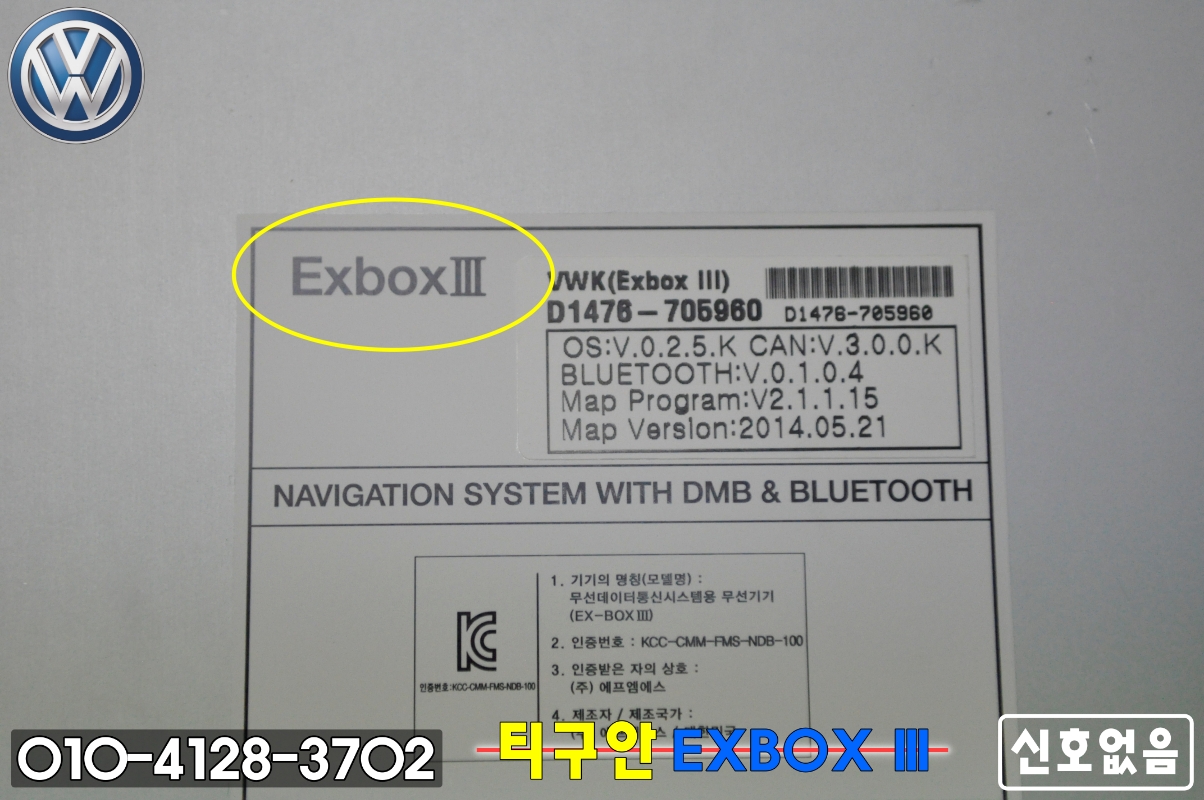 ExboxⅢ
VWK(Exbox III)
D1476-705960
D1476-705960
OS:V.0.2.5.K CAN:V.3.0.0.K
BLUETOOTH:V.0.1.0.4
Map Program:V2.1.1.15
Map Version:2014.05.21
NAVIGATION SYSTEM WITH DMB & BLUETOOTH
인증번호:KCC-CMM-FMS-NDB-100
1. 기기의 명칭(모델명) :
무선데이터통신시스템용 무선기기
(EX-BOXⅢ)
2. 인증번호 : KCC-CMM-FMS-NDB-100
3. 인증받은 자의 상호 :
(주) 에프엠에스
4. 제조자 / 제조국가 :
010-4128-3702
티구안 EXBOX Ⅲ
신호없음